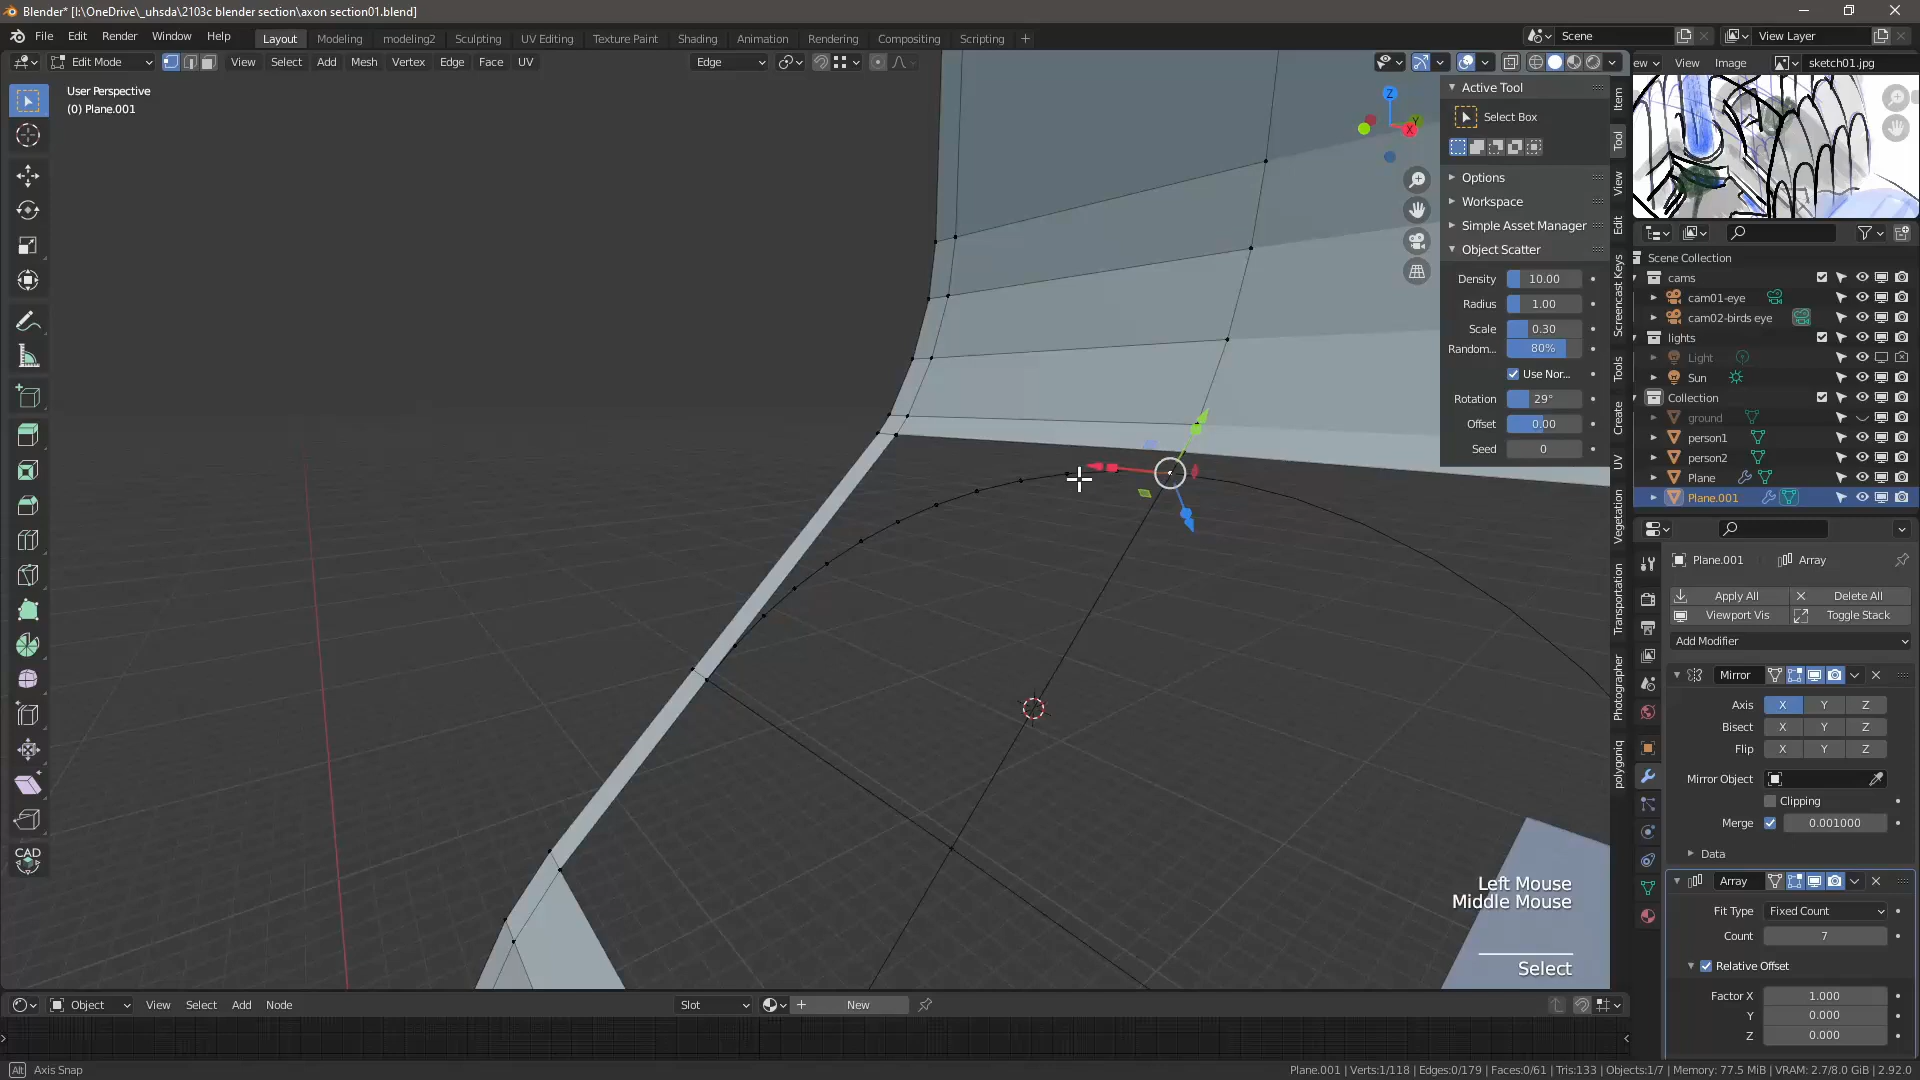 Blender* [I:\OneDrive\_uhsda\2103c blender section\axon section01.blend]
File Edit Render Window Help
Layout Modeling modeling2 Sculpting UV Editing Texture Paint Shading Animation Rendering Compositing Scripting +
Scene
View Layer
Edit Mode View Select Add Mesh Vertex Edge Face UV
Edge
View Image sketch01.jpg
User Perspective
(0) Plane.001
Z
Y
X
Active Tool
Select Box
Options
Workspace
Simple Asset Manager
Object Scatter
Density 10.00
Radius 1.00
Scale 0.30
Random... 80%
Use Nor...
Rotation 29°
Offset 0.00
Seed 0
Item
Tool
View
Edit
Screencast Keys
Tools
Create
UV
Vegetation
Transportation
Photographer
polygoniq
Scene Collection
cams
cam01-eye
cam02-birds eye
lights
Light
Sun
Collection
ground
person1
person2
Plane
Plane.001
Plane.001 Array
Apply All Delete All
Viewport Vis Toggle Stack
Add Modifier
Mirror
Axis X Y Z
Bisect X Y Z
Flip X Y Z
Mirror Object
Clipping
Merge 0.001000
Data
Array
Fit Type Fixed Count
Count 7
Relative Offset
Factor X 1.000
Y 0.000
Z 0.000
CAD
Left Mouse
Middle Mouse
Select
Object View Select Add Node
Slot
New
Alt Axis Snap
Plane.001 | Verts:1/118 | Edges:0/179 | Faces:0/61 | Tris:133 | Objects:1/7 | Memory: 77.5 MiB | VRAM: 2.7/8.0 GiB | 2.92.0